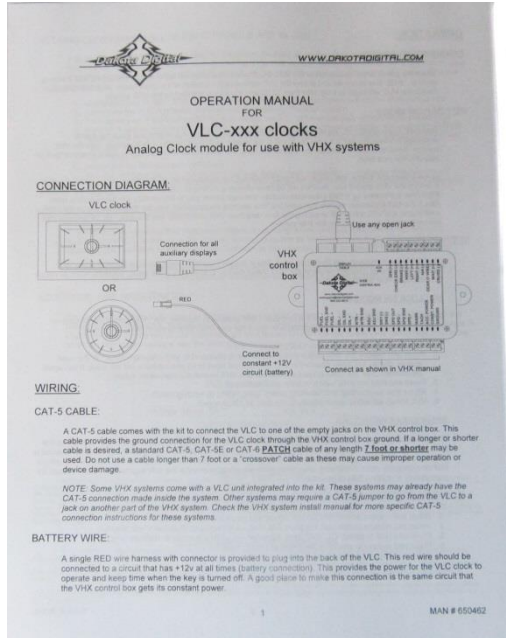 Dakota Digital
WWW.DAKOTADIGITAL.COM
OPERATION MANUAL
FOR
VLC-xxx clocks
Analog Clock module for use with VHX systems
CONNECTION DIAGRAM:
VLC clock
Use any open jack
Connection for all
auxiliary displays
VHX
control
box
OR
RED
Connect to
constant +12V
circuit (battery)
Connect as shown in VHX manual
WIRING:
CAT-5 CABLE:
A CAT-5 cable comes with the kit to connect the VLC to one of the empty jacks on the VHX control box. This
cable provides the ground connection for the VLC clock through the VHX control box ground. If a longer or shorter
cable is desired, a standard CAT-5, CAT-5E or CAT-6 PATCH cable of any length 7 foot or shorter may be
used. Do not use a cable longer than 7 foot or a "crossover" cable as these may cause improper operation or
device damage.
NOTE: Some VHX systems come with a VLC unit integrated into the kit. These systems may already have the
CAT-5 connection made inside the system. Other systems may require a CAT-5 jumper to go from the VLC to a
jack on another part of the VHX system. Check the VHX system install manual for more specific CAT-5
connection instructions for these systems.
BATTERY WIRE:
A single RED wire harness with connector is provided to plug into the back of the VLC. This red wire should be
connected to a circuit that has +12v at all times (battery connection). This provides the power for the VLC clock to
operate and keep time when the key is turned off. A good place to make this connection is the same circuit that
the VHX control box gets its constant power.
1
MAN # 650462